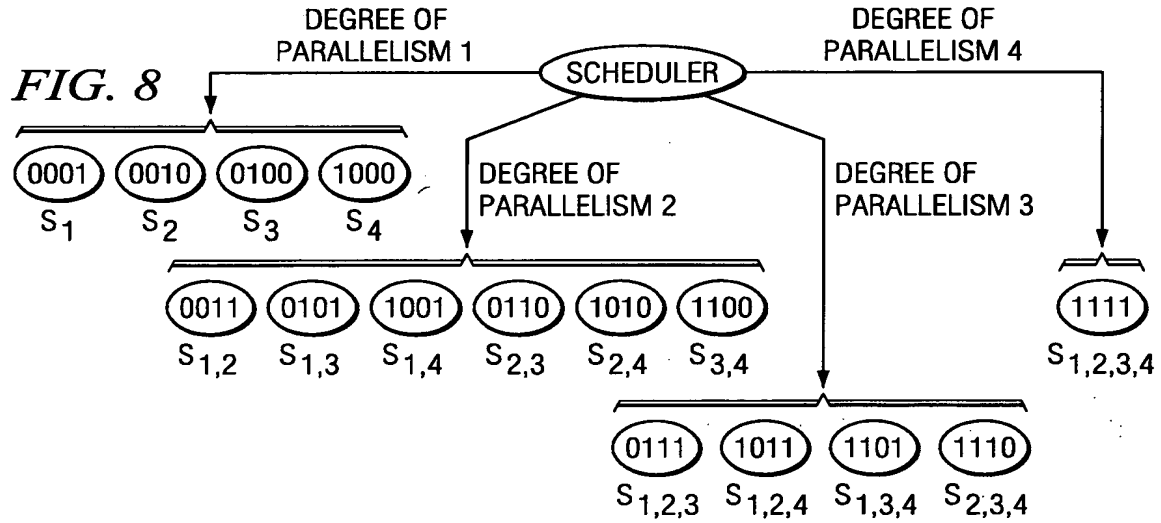 FIG. 8
DEGREE OF
PARALLELISM 1
SCHEDULER
DEGREE OF
PARALLELISM 4
0001 0010 0100 1000
S1 S2 S3 S4
DEGREE OF
PARALLELISM 2
DEGREE OF
PARALLELISM 3
0011 0101 1001 0110 1010 1100
S1,2 S1,3 S1,4 S2,3 S2,4 S3,4
1111
S1,2,3,4
0111 1011 1101 1110
S1,2,3 S1,2,4 S1,3,4 S2,3,4